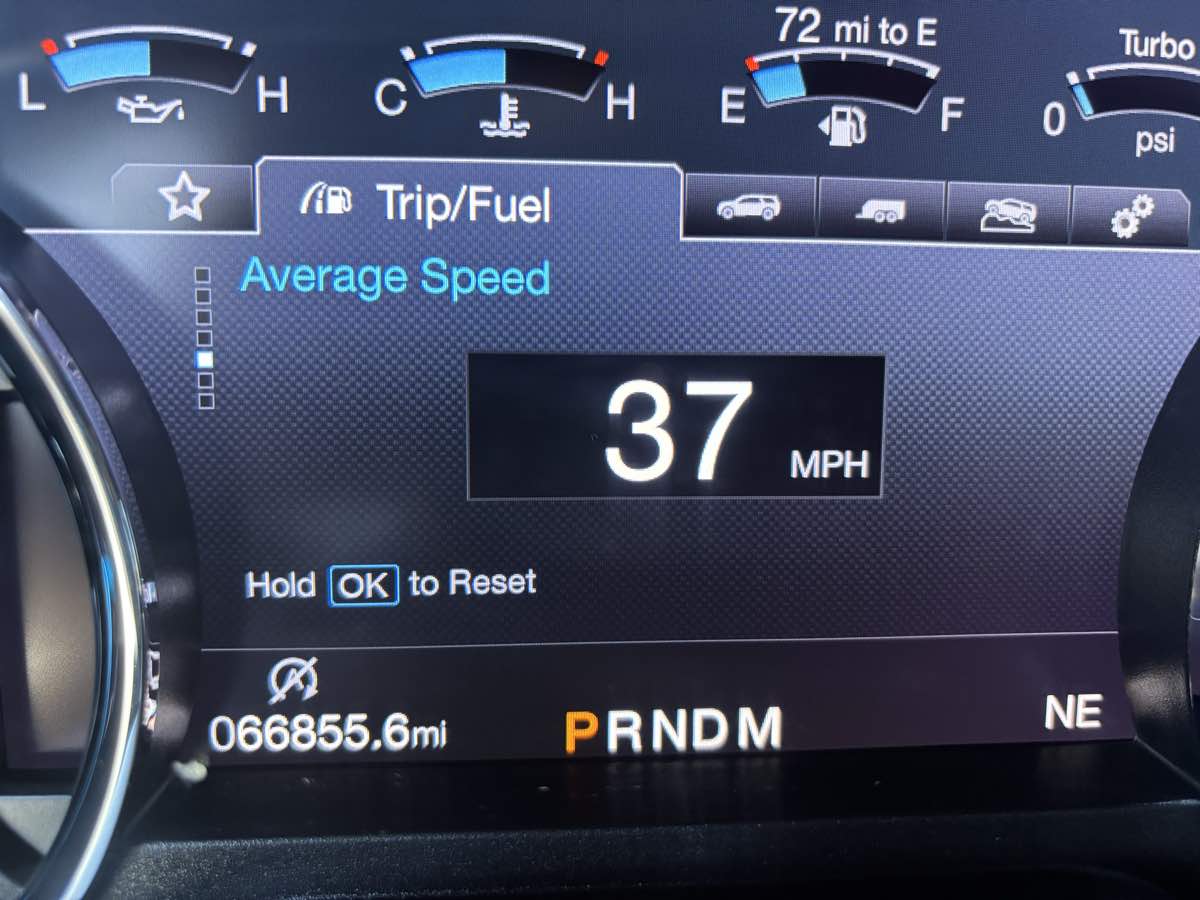 72 mi to E
Turbo
L H
C H
E F
0
psi
Trip/Fuel
Average Speed
37 MPH
Hold OK to Reset
A
066855.6mi
PRNDM
NE